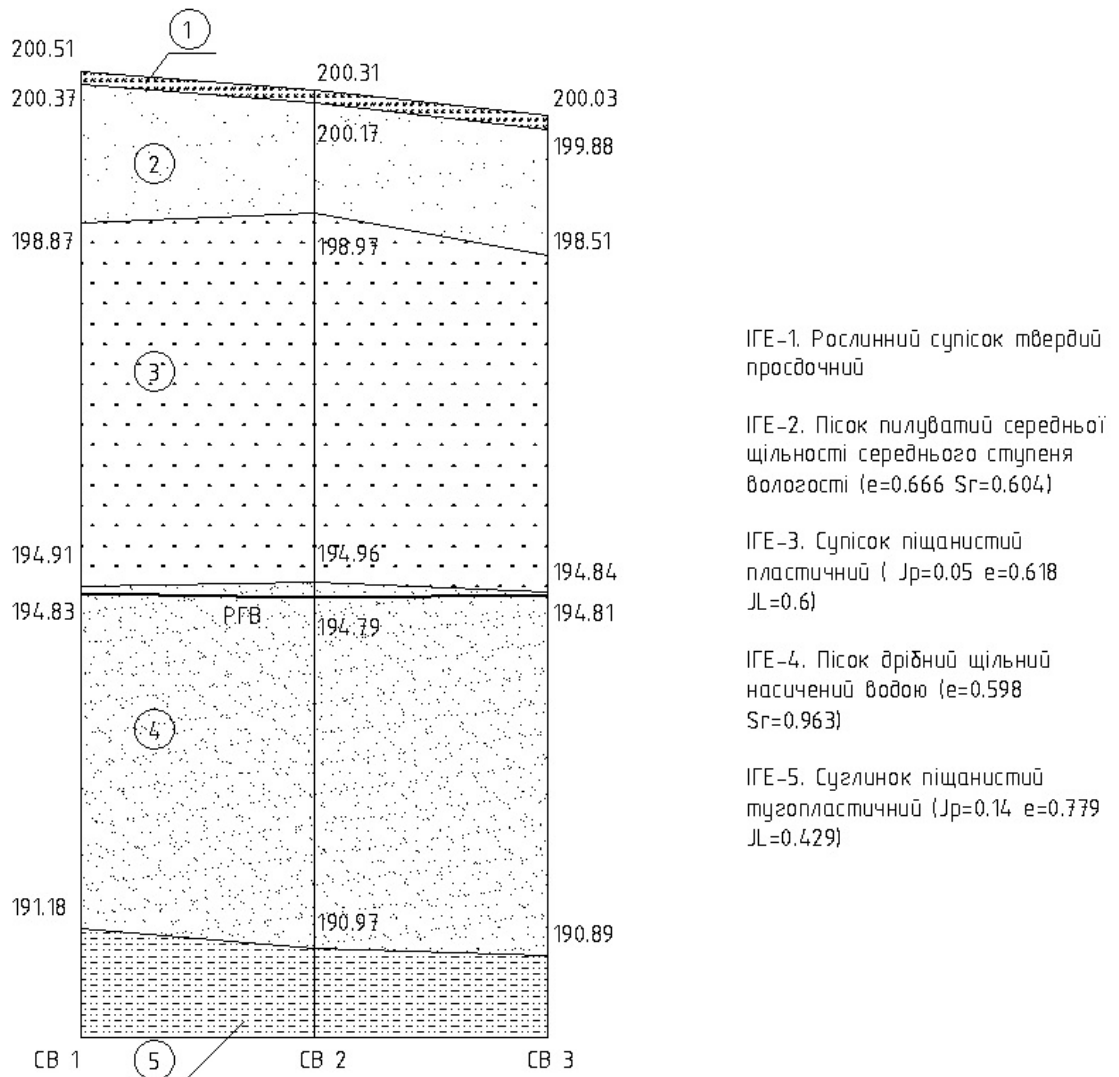 1
200.51
200.31
200.03
200.37
200.17
199.88
2
198.87
198.97
198.51
3
194.91
194.96
194.84
194.83
РГВ
194.79
194.81
4
191.18
190.97
190.89
СВ 1
5
СВ 2
СВ 3
ІГЕ-1. Рослинний супісок твердий
просдочний
ІГЕ-2. Пісок пилуватий середньої
щільності середнього ступеня
вологості (e=0.666 Sr=0.604)
ІГЕ-3. Супісок піщанистий
пластичний ( Jp=0.05 e=0.618
JL=0.6)
ІГЕ-4. Пісок дрібний щільний
насичений водою (e=0.598
Sr=0.963)
ІГЕ-5. Суглинок піщанистий
тугопластичний (Jp=0.14 e=0.779
JL=0.429)